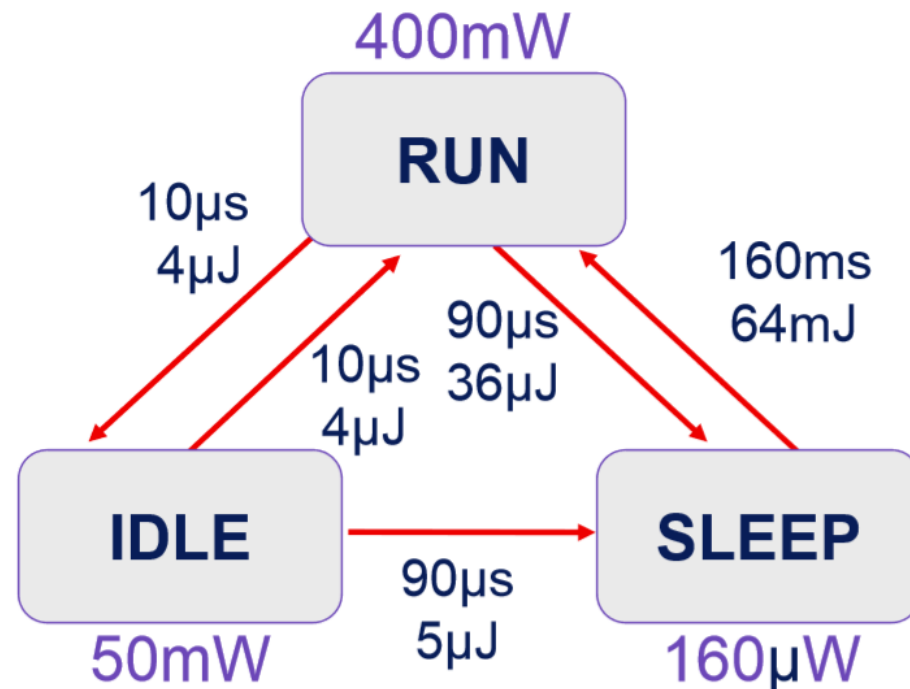 400mW
RUN
10µs
4µJ
10µs
4µJ
90µs
36µJ
160ms
64mJ
IDLE
SLEEP
90µs
5µJ
50mW
160µW